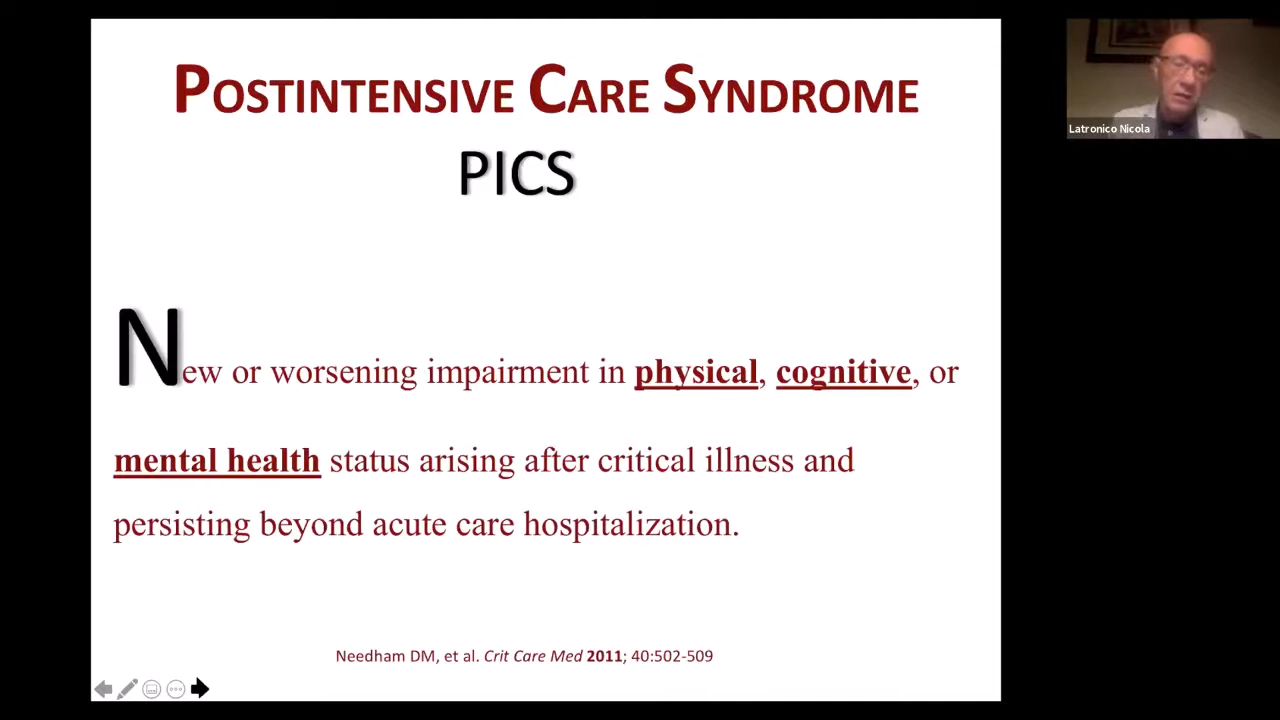 POSTINTENSIVE CARE SYNDROME
PICS
New or worsening impairment in physical, cognitive, or
mental health status arising after critical illness and
persisting beyond acute care hospitalization.
Needham DM, et al. Crit Care Med 2011; 40:502-509
Latronico Nicola